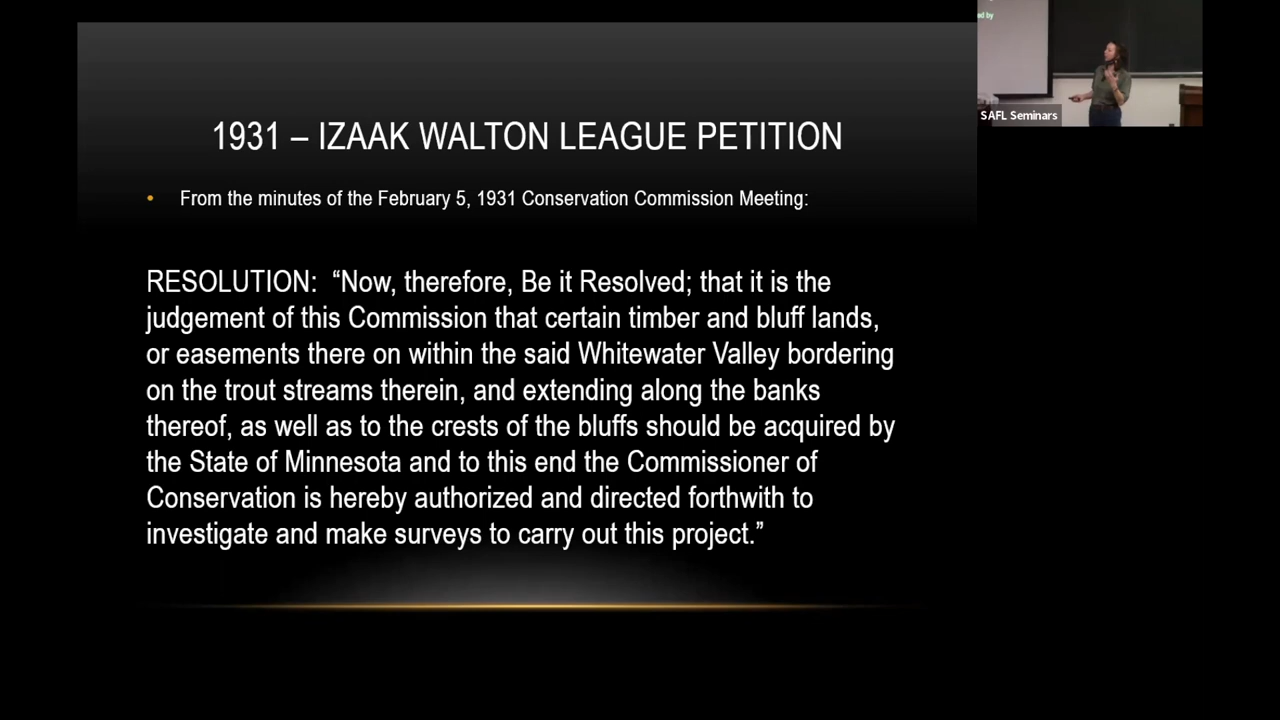 1931 – IZAAK WALTON LEAGUE PETITION
• From the minutes of the February 5, 1931 Conservation Commission Meeting:
RESOLUTION: “Now, therefore, Be it Resolved; that it is the
judgement of this Commission that certain timber and bluff lands,
or easements there on within the said Whitewater Valley bordering
on the trout streams therein, and extending along the banks
thereof, as well as to the crests of the bluffs should be acquired by
the State of Minnesota and to this end the Commissioner of
Conservation is hereby authorized and directed forthwith to
investigate and make surveys to carry out this project.”
ed by
SAFL Seminars